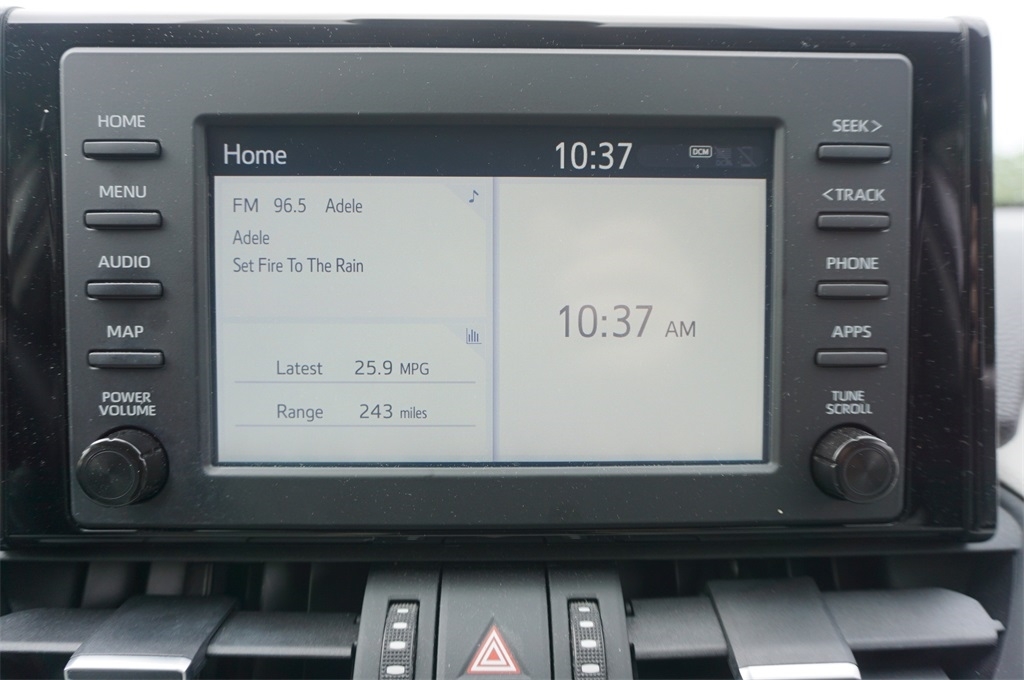 HOME
MENU
AUDIO
MAP
POWER
VOLUME
Home 10:37 DCM
FM 96.5 Adele
Adele
Set Fire To The Rain
Latest 25.9 MPG
Range 243 miles
10:37 AM
SEEK>
<TRACK
PHONE
APPS
TUNE
SCROLL